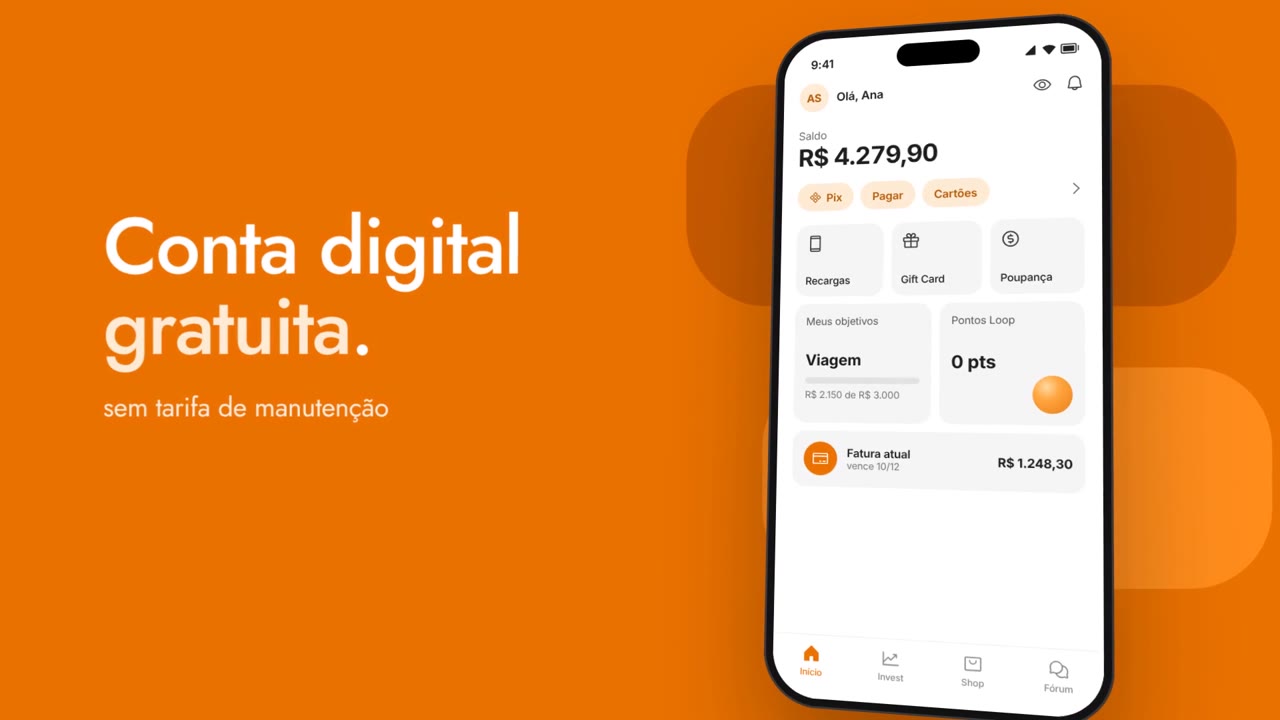 Conta digital
gratuita.
sem tarifa de manutenção
9:41
AS
Olá, Ana
Saldo
R$ 4.279,90
Pix
Pagar
Cartões
Recargas
Gift Card
Poupança
Meus objetivos
Viagem
R$ 2.150 de R$ 3.000
Pontos Loop
0 pts
Fatura atual
vence 10/12
R$ 1.248,30
Início
Invest
Shop
Fórum